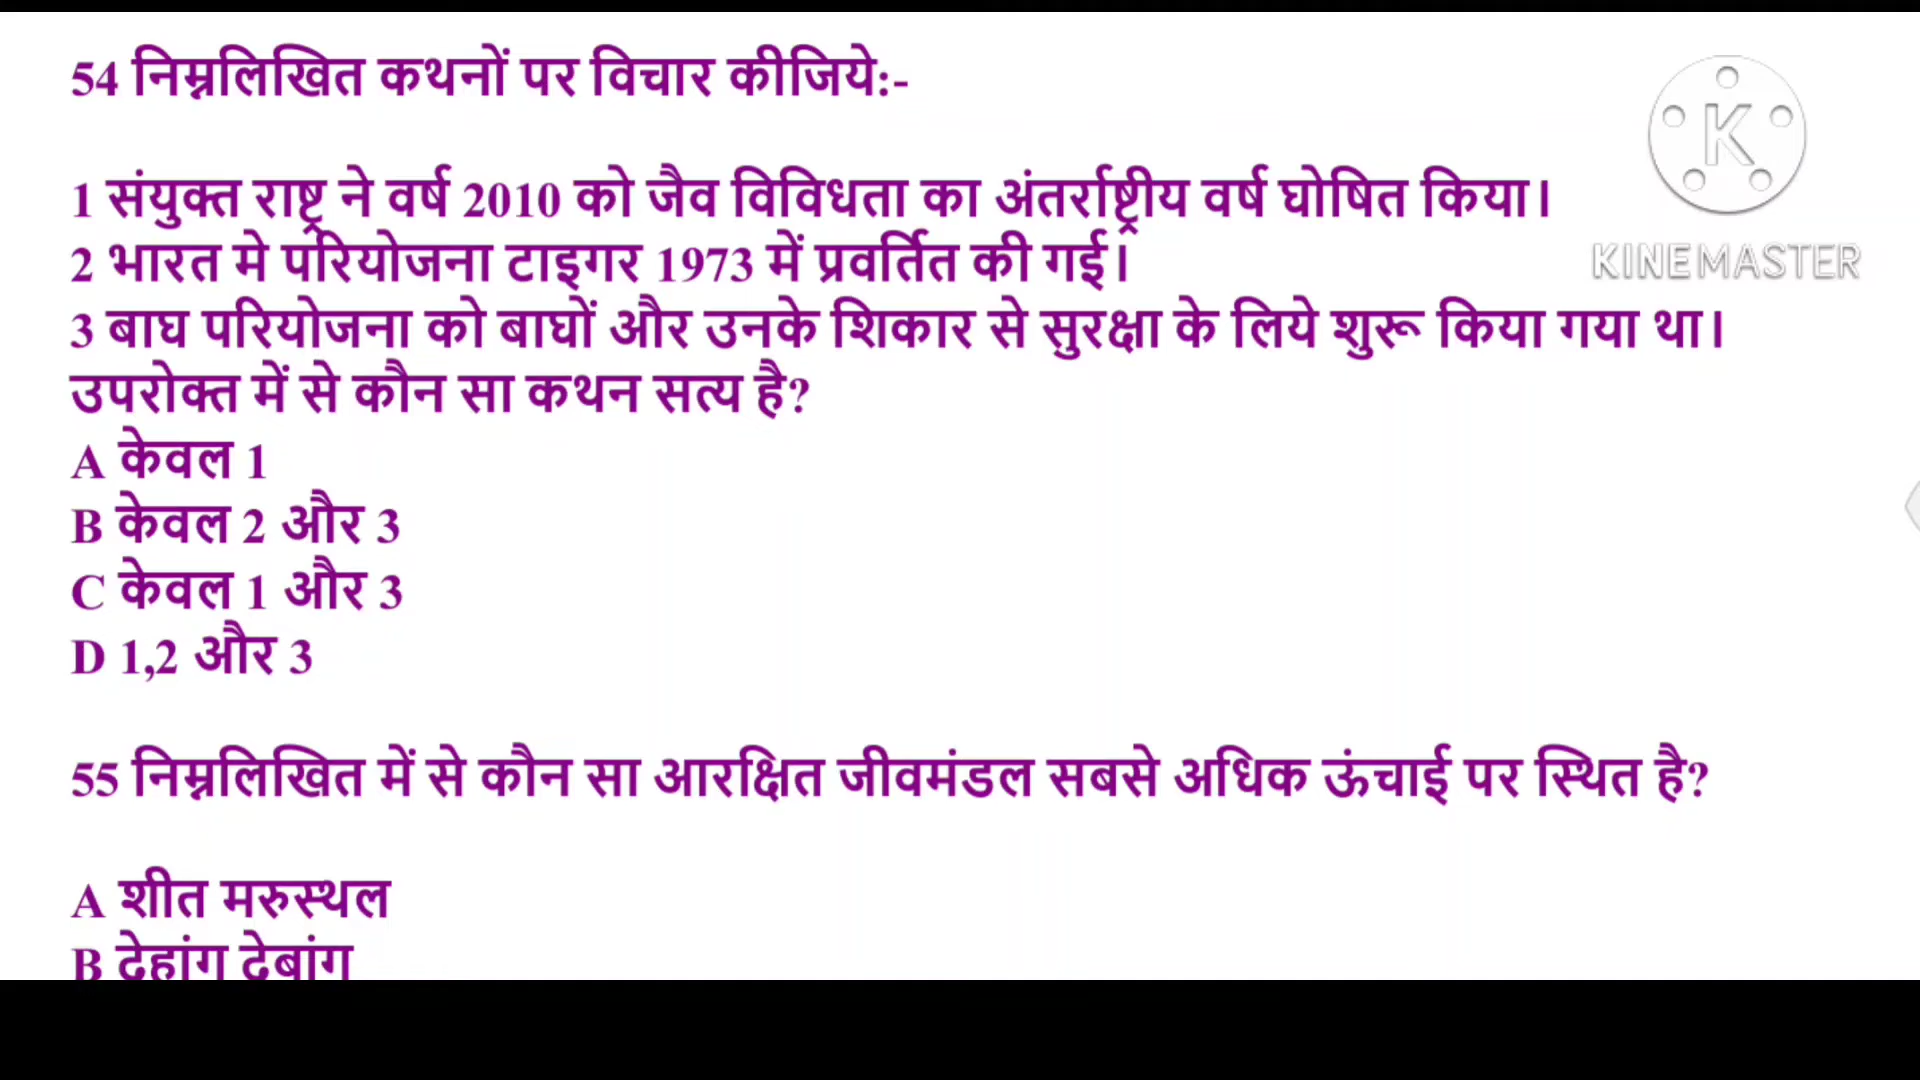 54 निम्नलिखित कथनों पर विचार कीजिये:-
1 संयुक्त राष्ट्र ने वर्ष 2010 को जैव विविधता का अंतर्राष्ट्रीय वर्ष घोषित किया।
2 भारत मे परियोजना टाइगर 1973 में प्रवर्तित की गई।
3 बाघ परियोजना को बाघों और उनके शिकार से सुरक्षा के लिये शुरू किया गया था।
उपरोक्त में से कौन सा कथन सत्य है?
A केवल 1
B केवल 2 और 3
C केवल 1 और 3
D 1,2 और 3
55 निम्नलिखित में से कौन सा आरक्षित जीवमंडल सबसे अधिक ऊंचाई पर स्थित है?
A शीत मरुस्थल
B देहांग देबांग
K
KINEMASTER